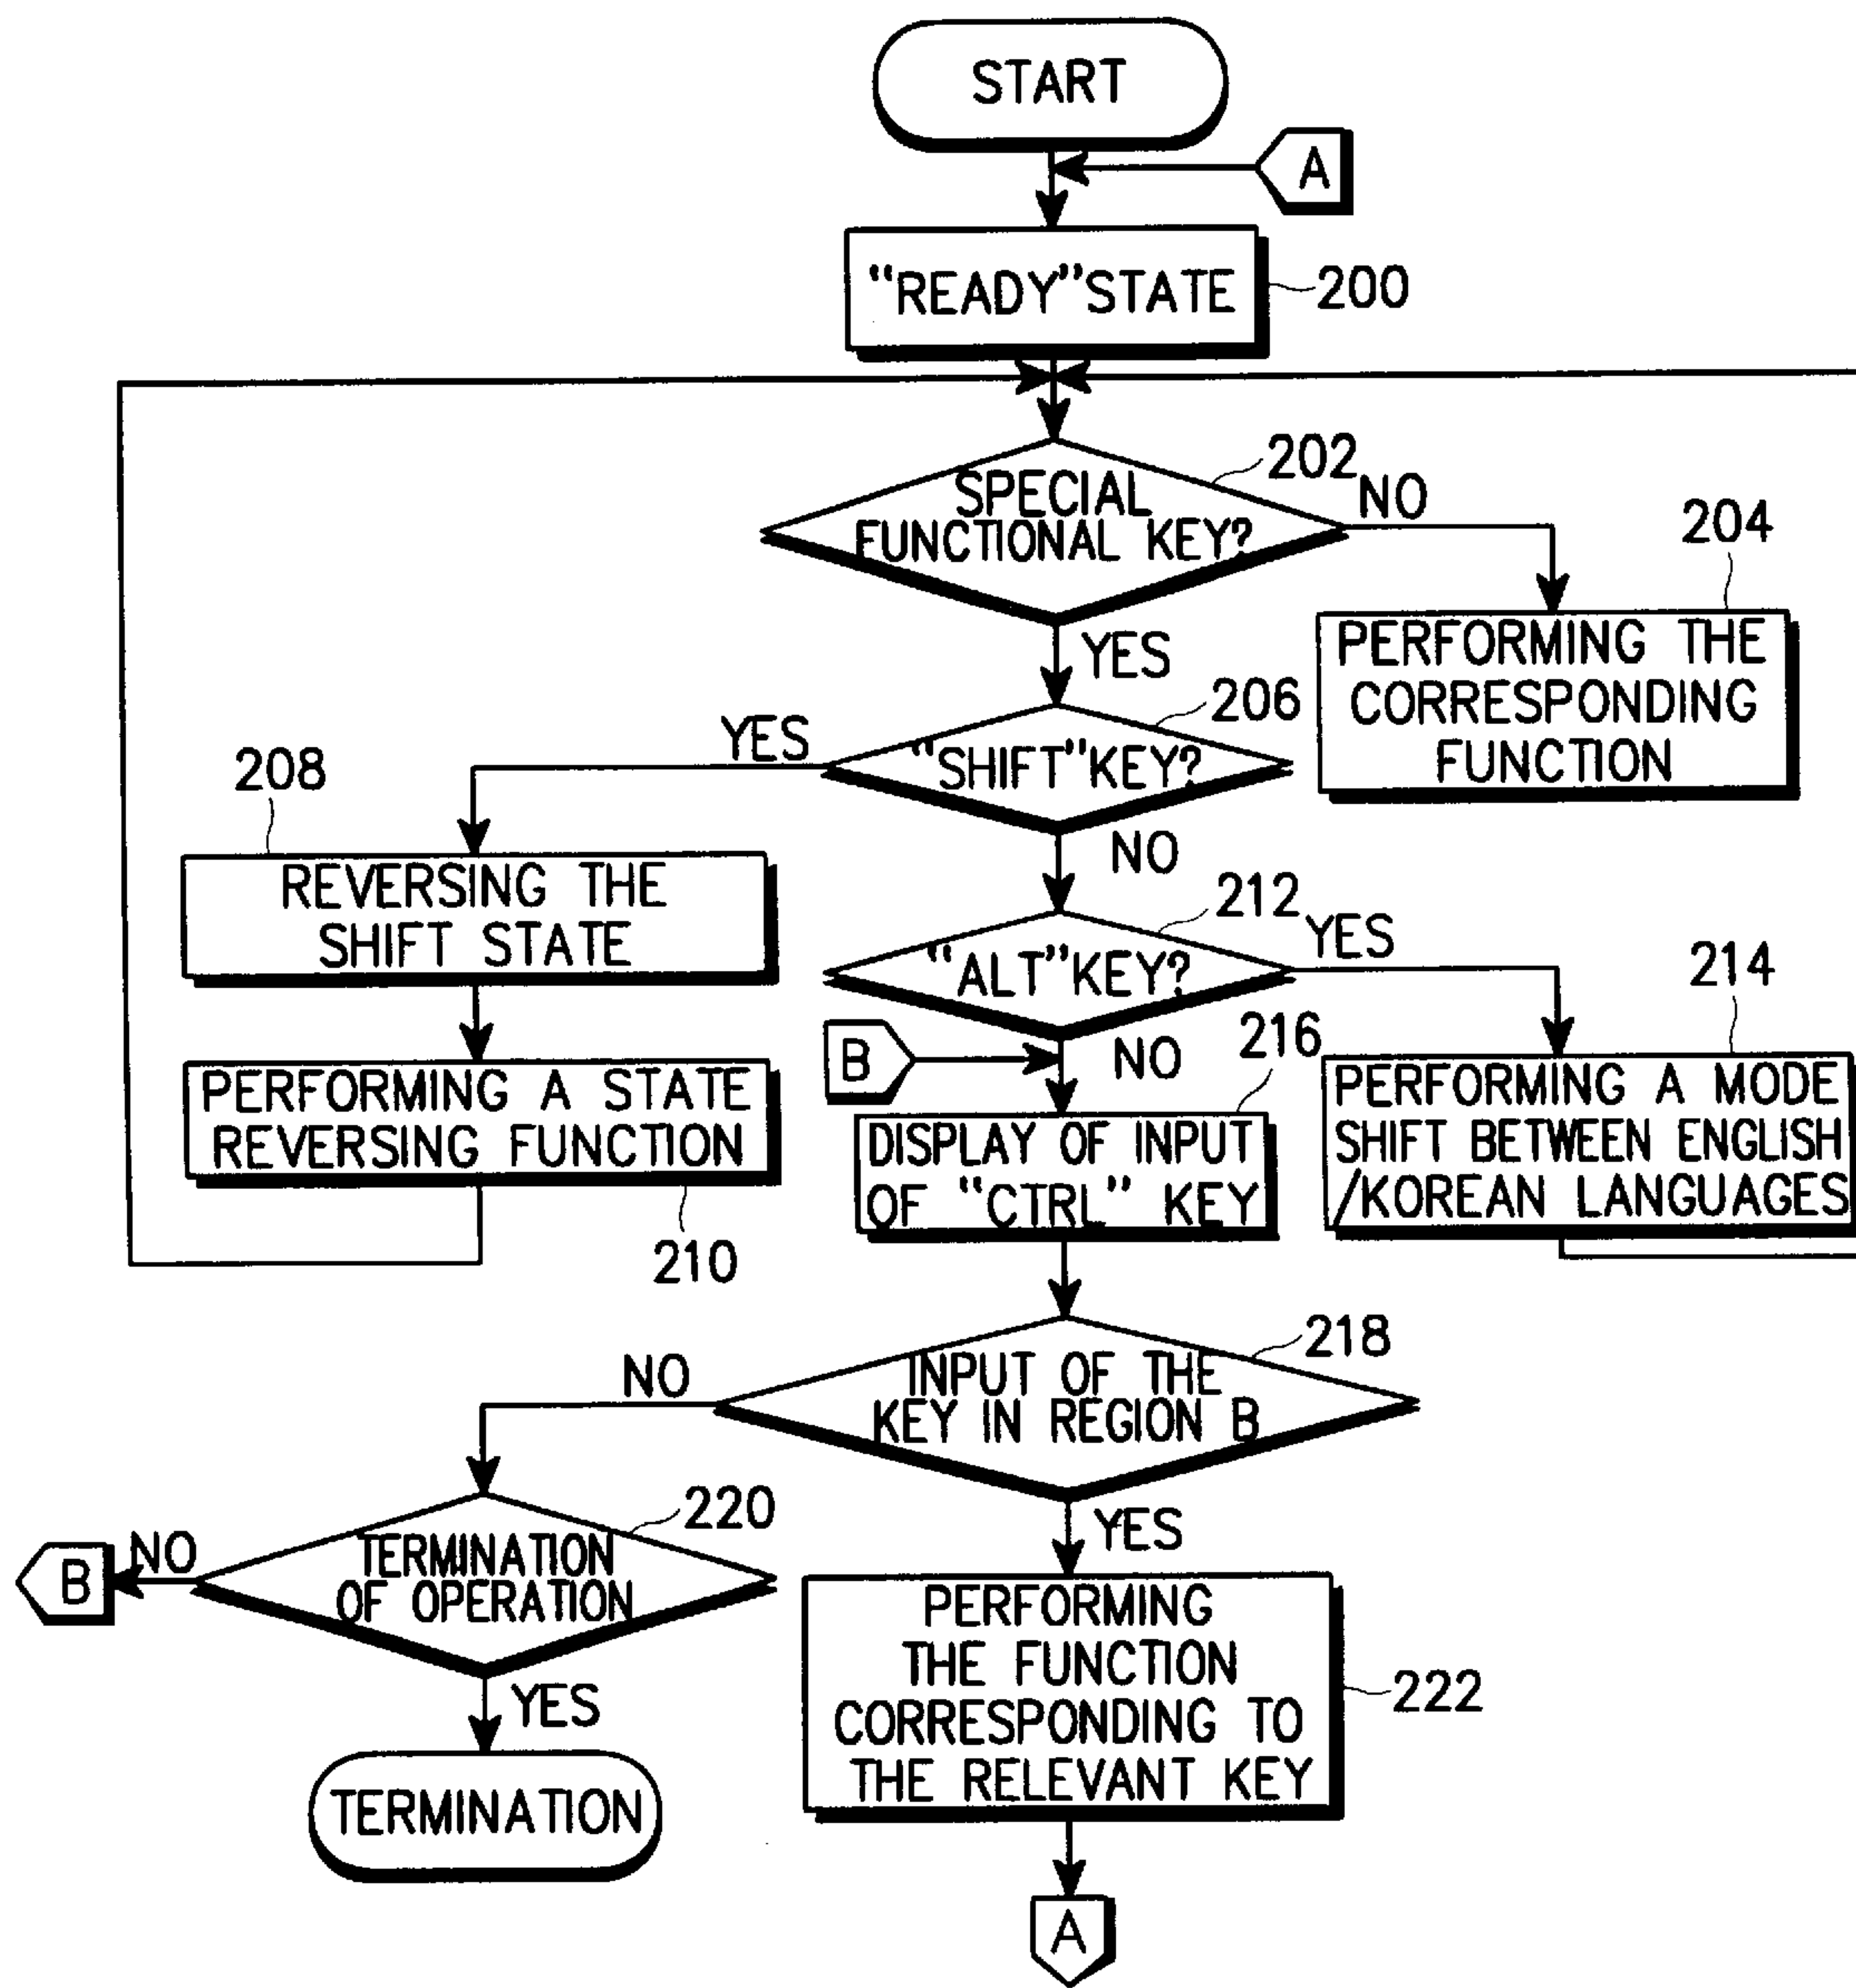 START
A
"READY" STATE
200
202
SPECIAL
FUNCTIONAL KEY?
NO
204
PERFORMING THE
CORRESPONDING
FUNCTION
YES
206
"SHIFT" KEY?
YES
208
REVERSING THE
SHIFT STATE
PERFORMING A STATE
REVERSING FUNCTION
210
NO
212
"ALT" KEY?
YES
214
PERFORMING A MODE
SHIFT BETWEEN ENGLISH
/KOREAN LANGUAGES
B
NO
216
DISPLAY OF INPUT
OF "CTRL" KEY
218
INPUT OF THE
KEY IN REGION B
NO
220
TERMINATION
OF OPERATION
NO
B
YES
TERMINATION
YES
PERFORMING
THE FUNCTION
CORRESPONDING TO
THE RELEVANT KEY
222
A